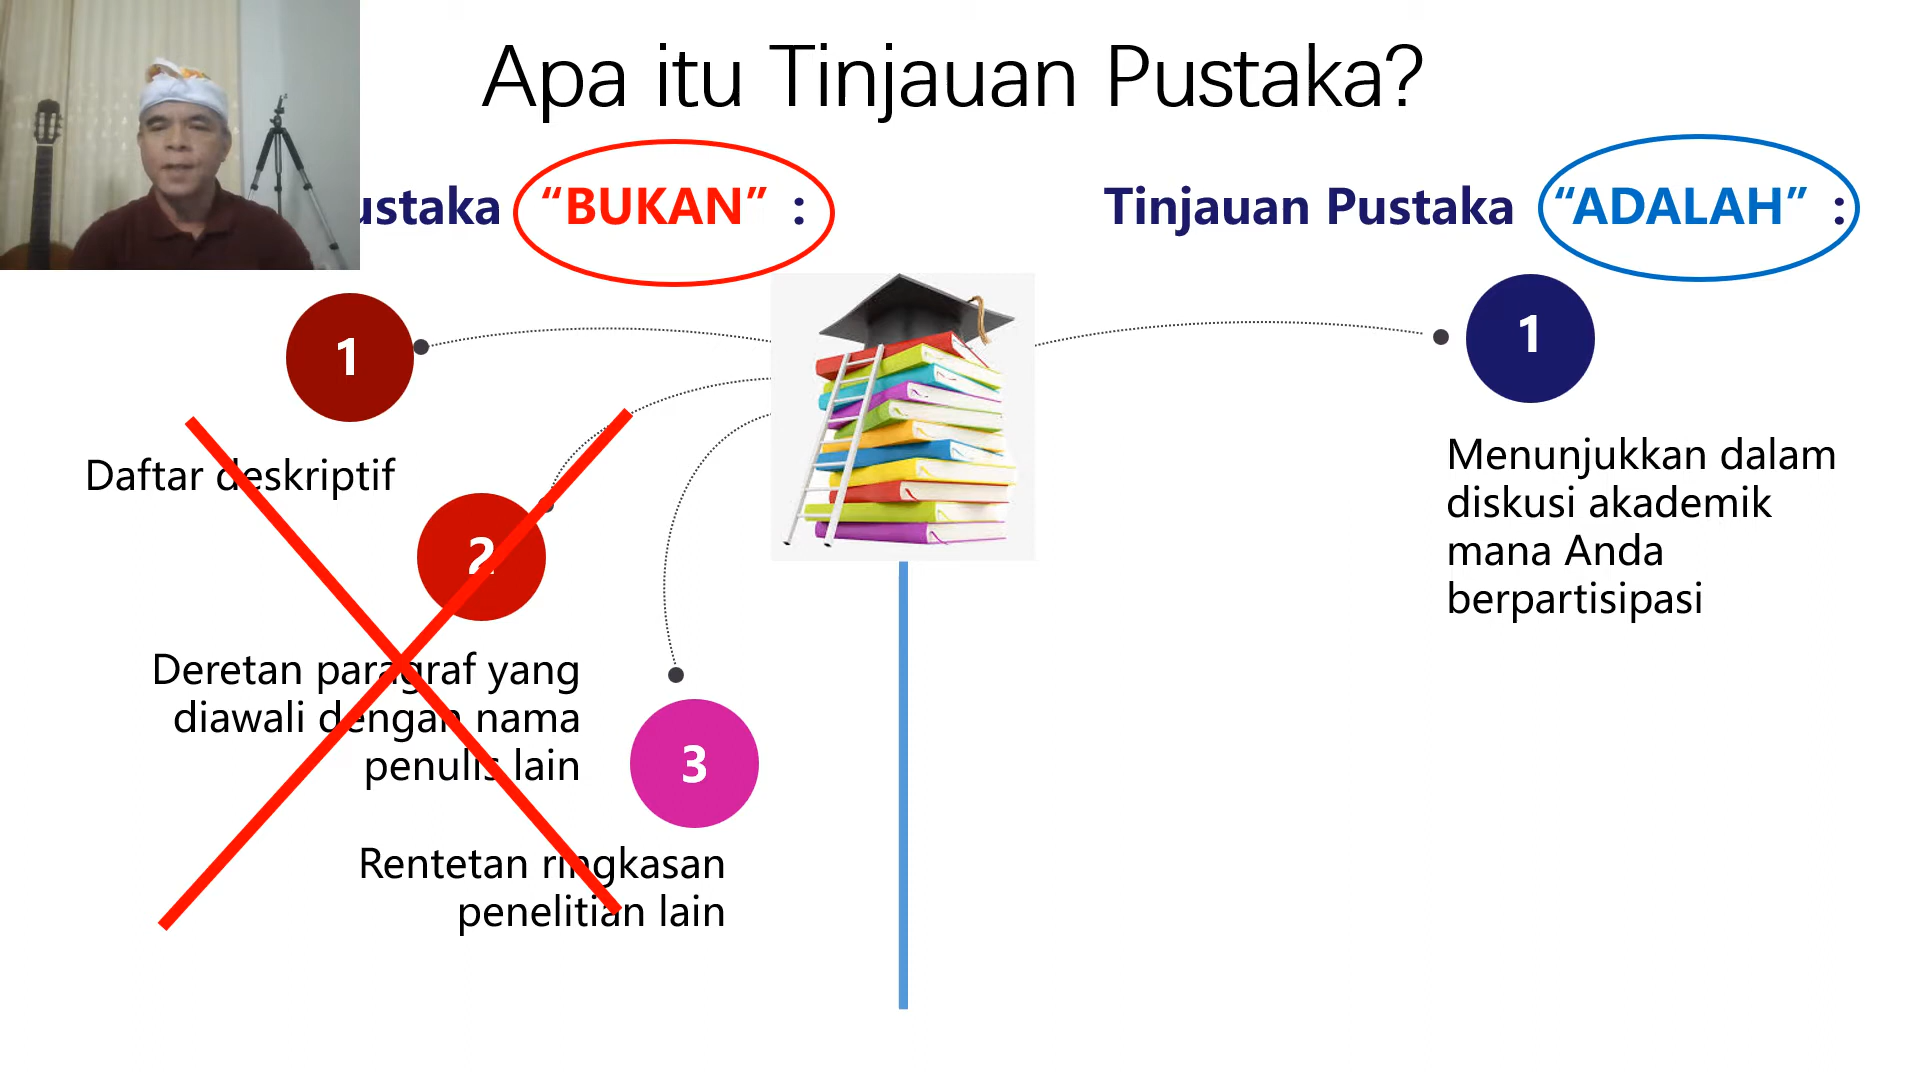 Apa itu Tinjauan Pustaka?
ustaka “BUKAN” :
1
Daftar deskriptif
2
Deretan paragraf yang
diawali dengan nama
penulis lain
3
Rentetan ringkasan
penelitian lain
Tinjauan Pustaka “ADALAH” :
1
Menunjukkan dalam
diskusi akademik
mana Anda
berpartisipasi